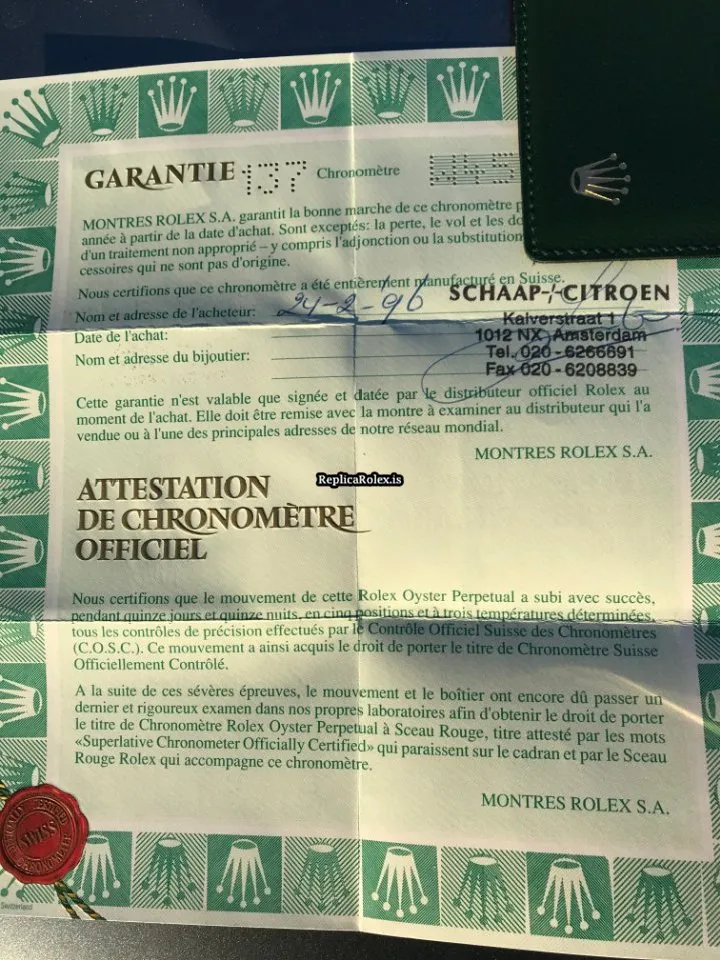 GARANTIE 137 Chronomètre
MONTRES ROLEX S.A. garantit la bonne marche de ce chronomètre
année à partir de la date d'achat. Sont exceptés: la perte, le vol et les
d'un traitement non approprié – y compris l'adjonction ou la substitution
cessoires qui ne sont pas d'origine.
Nous certifions que ce chronomètre a été entièrement manufacturé en Suisse.
Nom et adresse de l'acheteur: 24-2-96
SCHAAP-CITROEN
Kalverstraat 1
1012 NX Amsterdam
Tel. 020-6266691
Fax 020-6208839
Date de l'achat:
Nom et adresse du bijoutier:
Cette garantie n'est valable que signée et datée par le distributeur officiel Rolex au
moment de l'achat. Elle doit être remise avec la montre à examiner au distributeur qui l'a
vendue ou à l'une des principales adresses de notre réseau mondial.
MONTRES ROLEX S.A.
ReplicaRolex.is
ATTESTATION
DE CHRONOMÈTRE
OFFICIEL
Nous certifions que le mouvement de cette Rolex Oyster Perpetual a subi avec succès,
pendant quinze jours et quinze nuits, en cinq positions et à trois températures déterminées,
tous les contrôles de précision effectués par le Contrôle Officiel Suisse des Chronomètres
(C.O.S.C.). Ce mouvement a ainsi acquis le droit de porter le titre de Chronomètre Suisse
Officiellement Contrôlé.
A la suite de ces sévères épreuves, le mouvement et le boîtier ont encore dû passer un
dernier et rigoureux examen dans nos propres laboratoires afin d'obtenir le droit de porter
le titre de Chronomètre Rolex Oyster Perpetual à Sceau Rouge, titre attesté par les mots
«Superlative Chronometer Officially Certified» qui paraissent sur le cadran et par le Sceau
Rouge Rolex qui accompagne ce chronomètre.
MONTRES ROLEX S.A.
SWISS
Switzerland